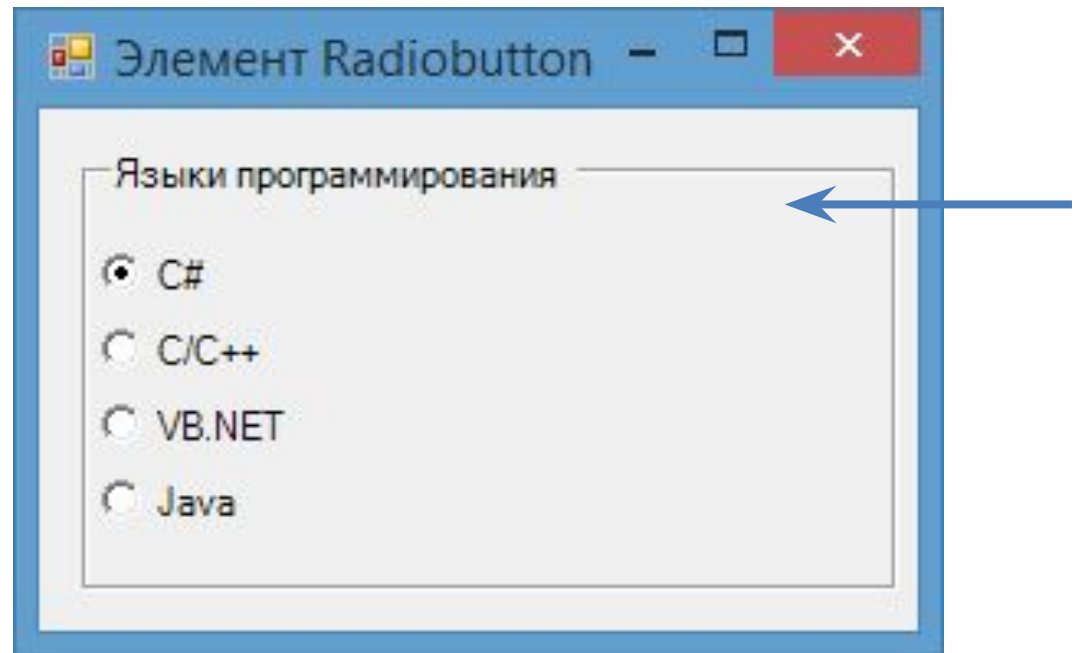 Элемент Radiobutton
Языки программирования
C#
C/C++
VB.NET
Java